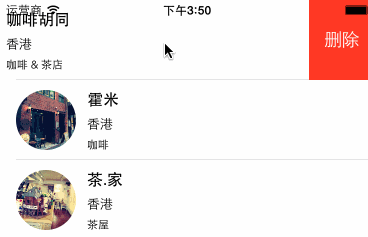 运营商 下午3:50
咖啡胡同
香港
删除
咖啡 & 茶店
霍米
香港
咖啡
茶.家
香港
茶屋